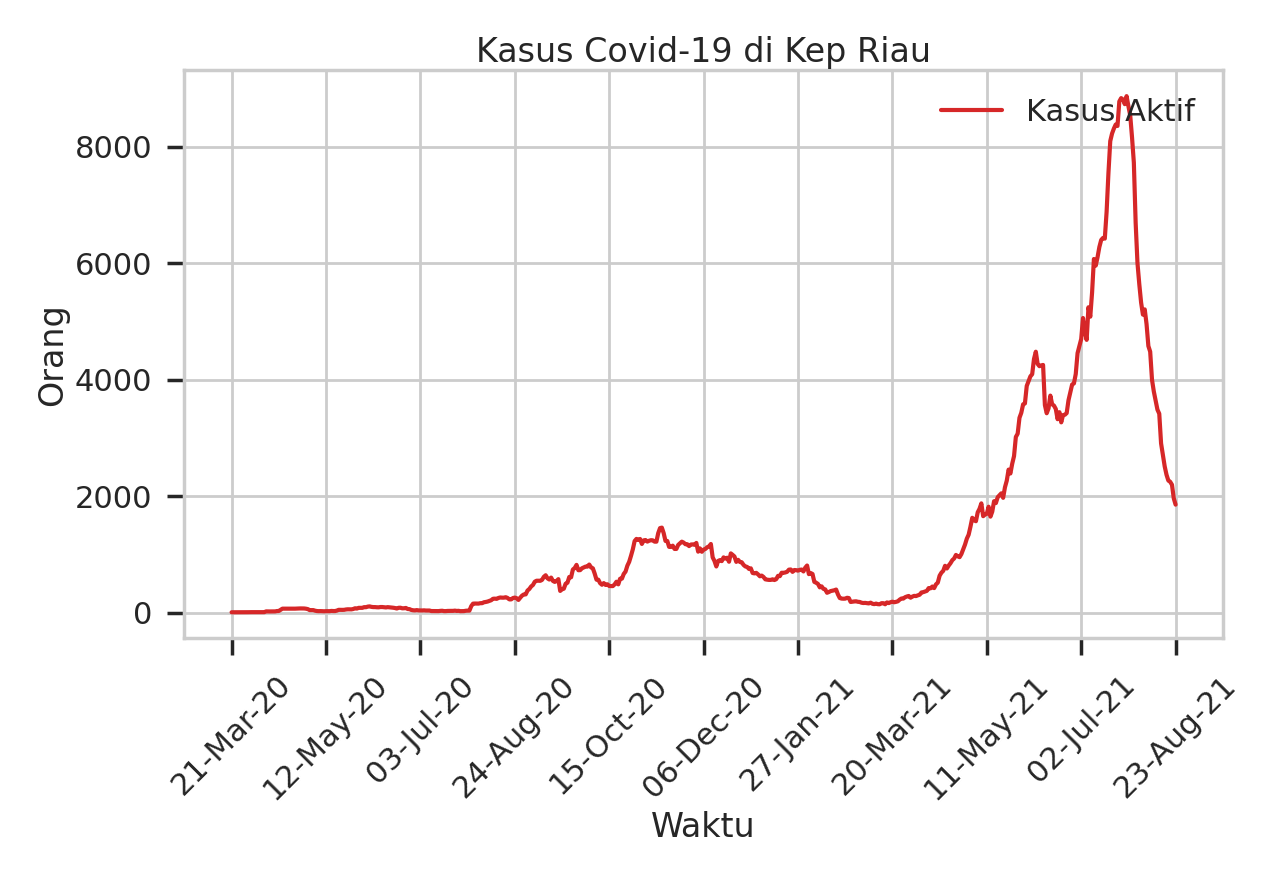 Kasus Covid-19 di Kep Riau
Kasus Aktif
Orang
8000
6000
4000
2000
0
21-Mar-20
12-May-20
03-Jul-20
24-Aug-20
15-Oct-20
06-Dec-20
27-Jan-21
20-Mar-21
11-May-21
02-Jul-21
23-Aug-21
Waktu